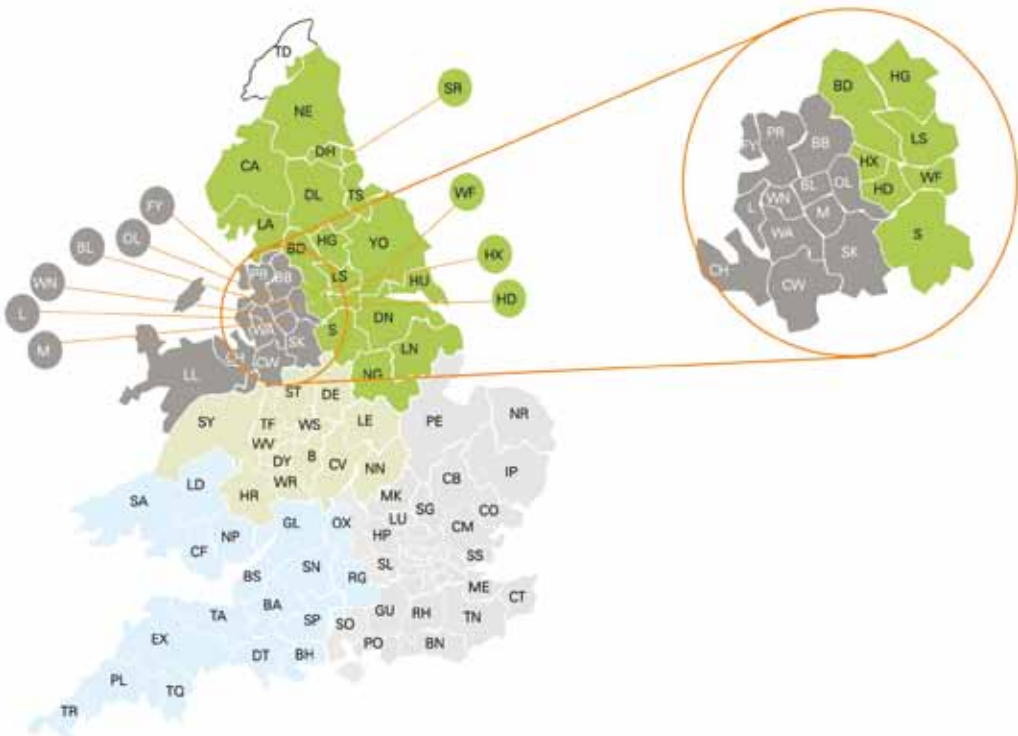 TD
SR
NE
DH
CA
WF
DL
TS
FY
LA
OL
BD
HG
YO
BL
HX
PR
BB
LS
HU
WN
HD
L
DN
M
WA
S
SK
LN
CH
CW
LL
NG
ST
DE
SY
TF
WS
LE
PE
NR
WV
DY
B
CV
NN
CB
IP
LD
HR
WR
MK
SA
SG
CO
GL
OX
LU
CM
NP
HP
CF
SS
SN
SL
BS
RG
ME
CT
BA
TA
SP
SO
GU
RH
TN
EX
PO
BN
DT
BH
PL
TQ
TR
BD
HG
PR
BB
LS
FY
HX
WF
BL
OL
HD
WN
L
M
WA
S
SK
CH
CW